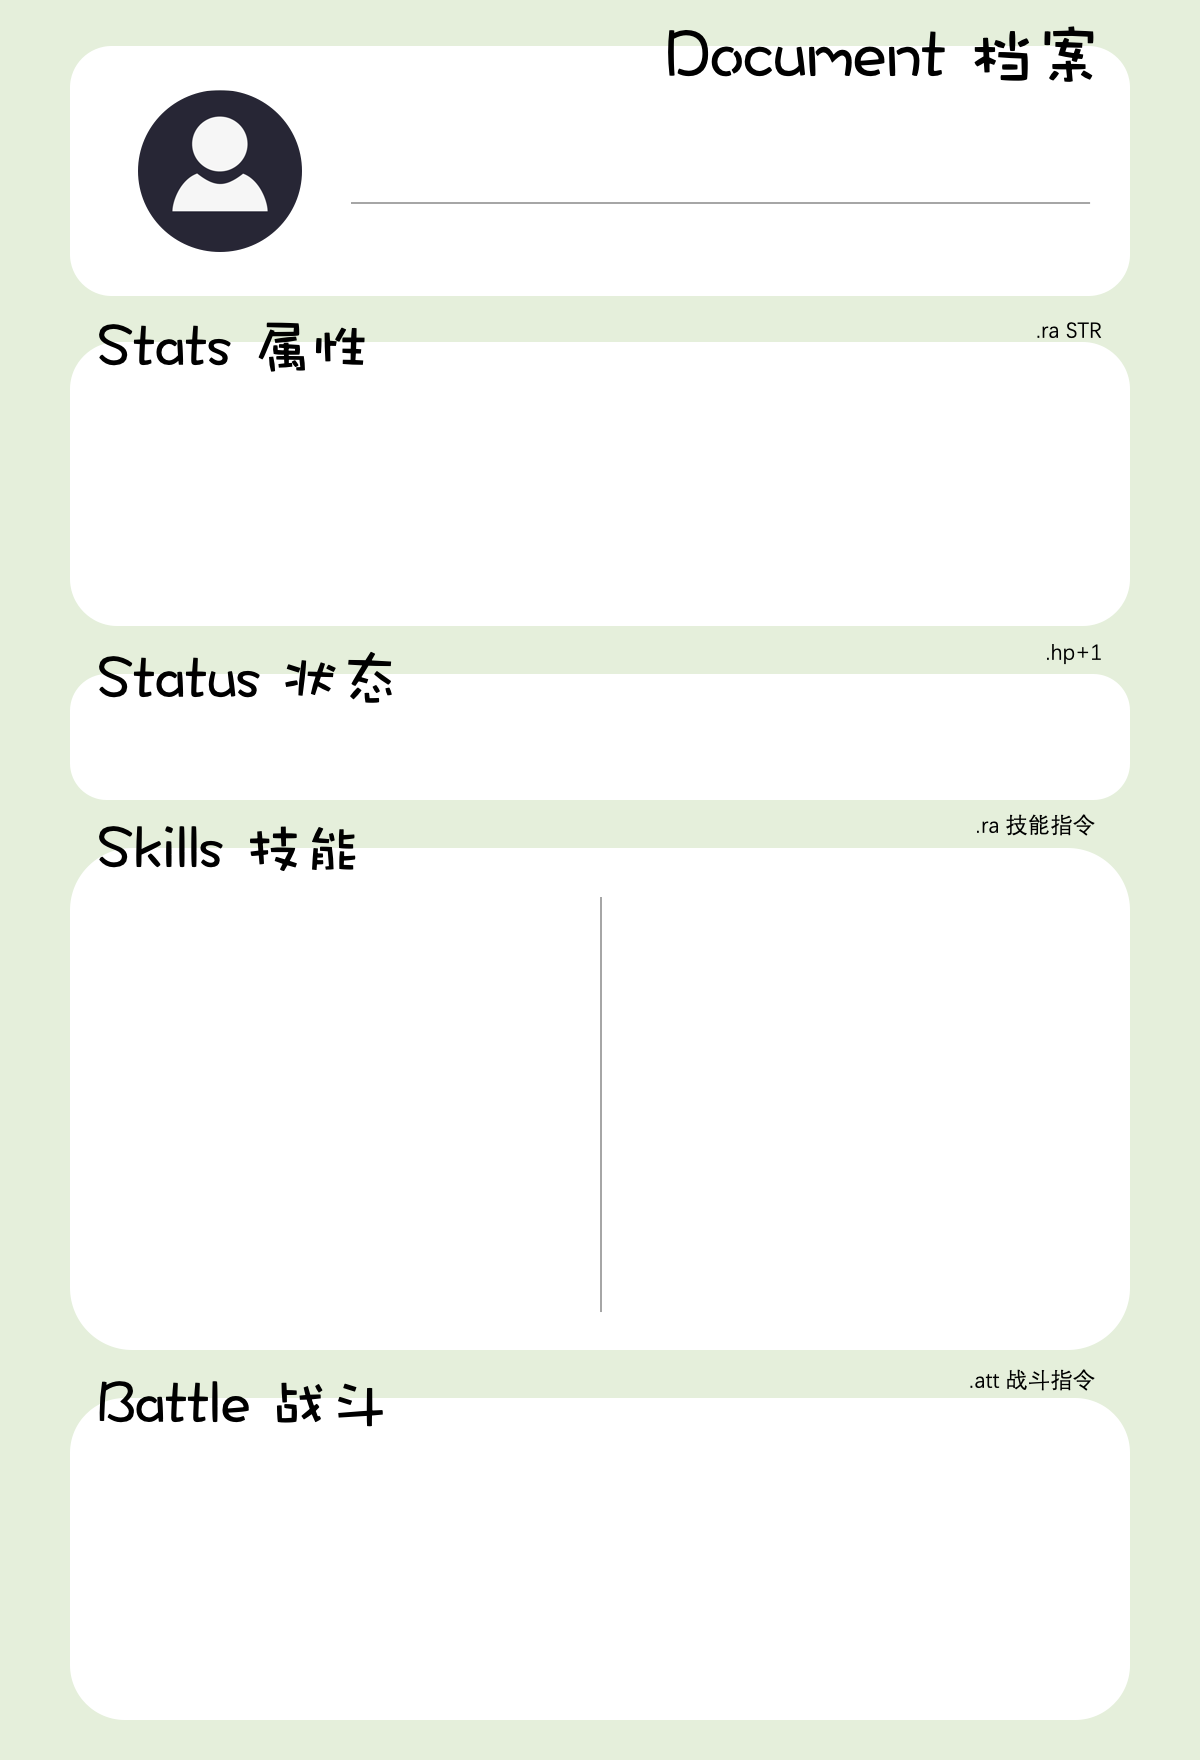 Document 档案
Stats 属性
.ra STR
Status 状态
.hp+1
Skills 技能
.ra 技能指令
Battle 战斗
.att 战斗指令